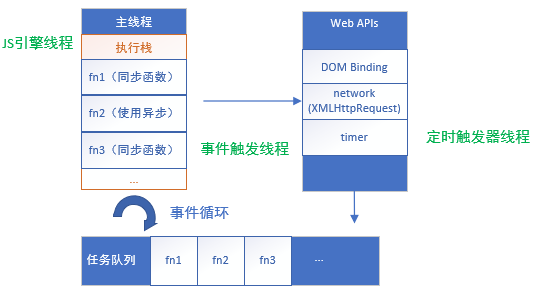 主线程
Web APIs
JS引擎线程
执行栈
fn1（同步函数）
DOM Binding
fn2（使用异步）
network
(XMLHttpRequest)
fn3（同步函数）
事件触发线程
timer
定时触发器线程
...
事件循环
任务队列
fn1
fn2
fn3
...